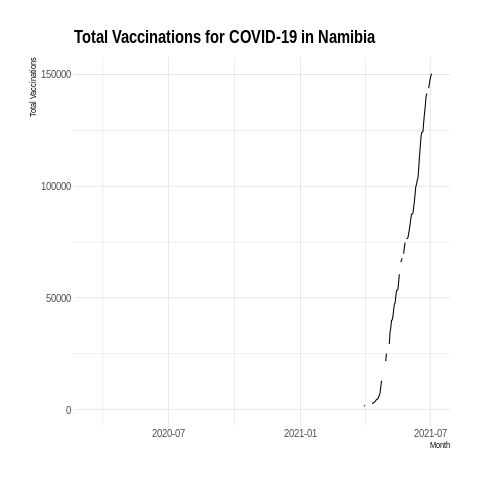 Total Vaccinations for COVID-19 in Namibia
Total Vaccinations
150000
100000
50000
0
2020-07 2021-01 2021-07
Month